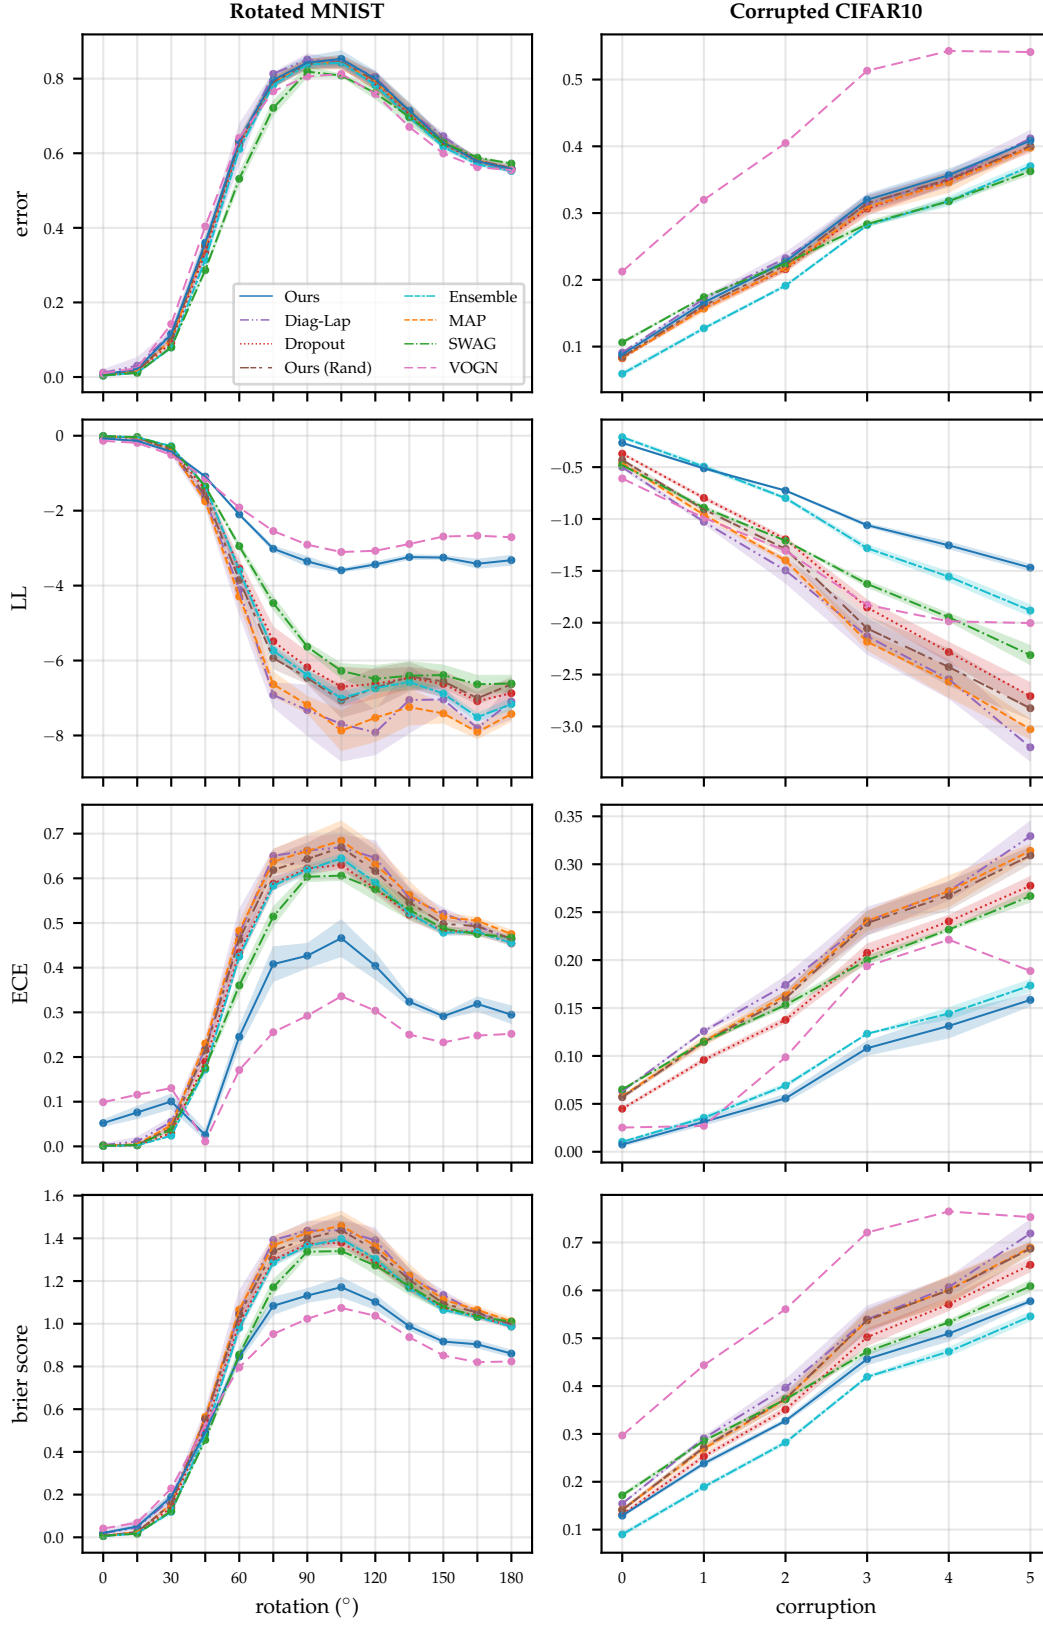 Rotated MNIST
Corrupted CIFAR10
error
0.8
0.6
0.4
0.2
0.0
Ours
Diag-Lap
Dropout
Ours (Rand)
Ensemble
MAP
SWAG
VOGN
0.5
0.4
0.3
0.2
0.1
LL
0
−2
−4
−6
−8
−0.5
−1.0
−1.5
−2.0
−2.5
−3.0
ECE
0.7
0.6
0.5
0.4
0.3
0.2
0.1
0.0
0.35
0.30
0.25
0.20
0.15
0.10
0.05
0.00
brier score
1.6
1.4
1.2
1.0
0.8
0.6
0.4
0.2
0.0
0 30 60 90 120 150 180
rotation (°)
0.7
0.6
0.5
0.4
0.3
0.2
0.1
0 1 2 3 4 5
corruption